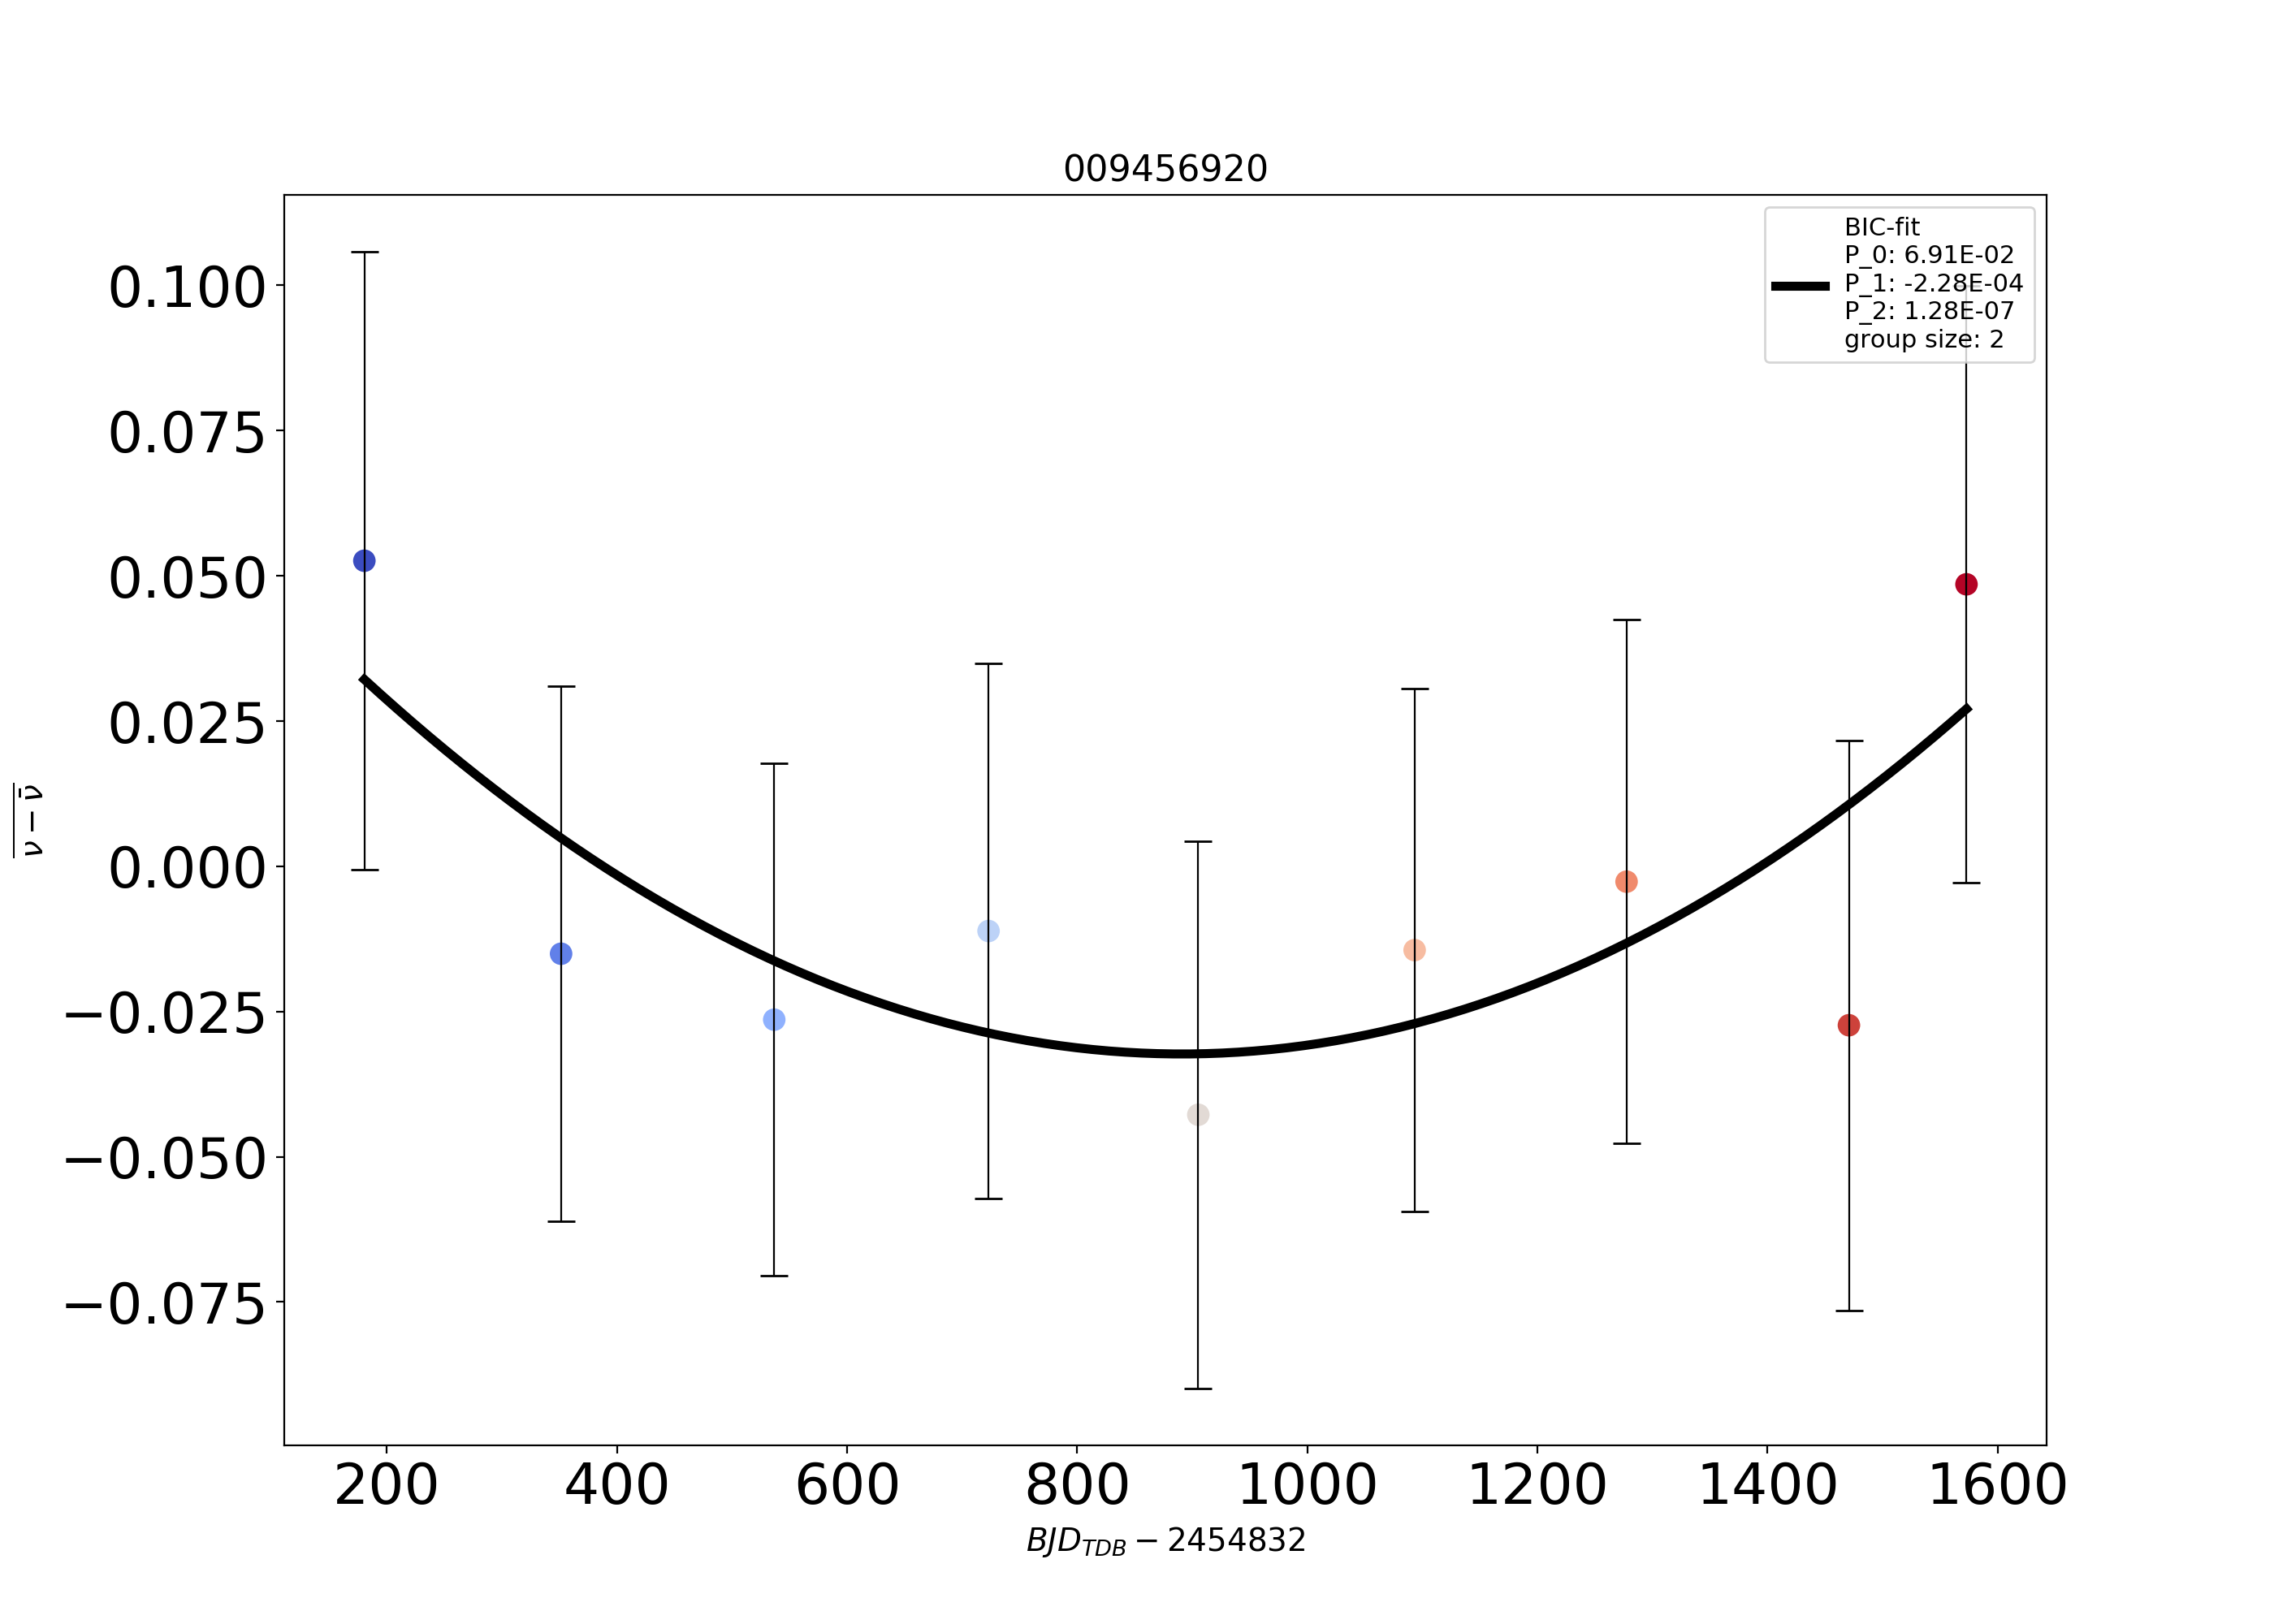 009456920
BIC-fit
P_0: 6.91E-02
P_1: -2.28E-04
P_2: 1.28E-07
group size: 2
0.100
0.075
0.050
0.025
0.000
−0.025
−0.050
−0.075
ν − ν̄
200 400 600 800 1000 1200 1400 1600
BJD_TDB − 2454832